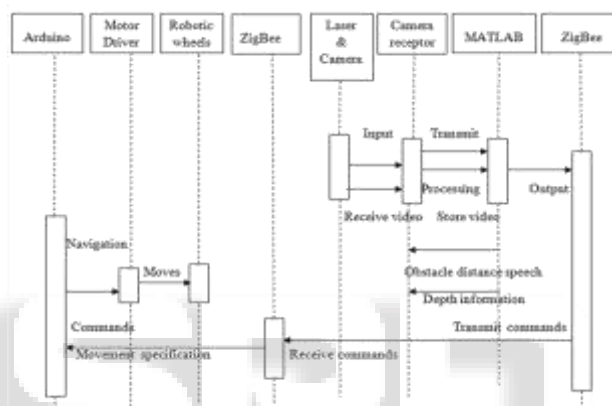 Arduino
Motor
Driver
Robotic
wheels
ZigBee
Laser
&
Camera
Camera
receptor
MATLAB
ZigBee
Input
Transmit
Processing
Output
Receive video
Store video
Navigation
Moves
Obstacle distance speech
Depth information
Commands
Transmit commands
Movement specification
Receive commands